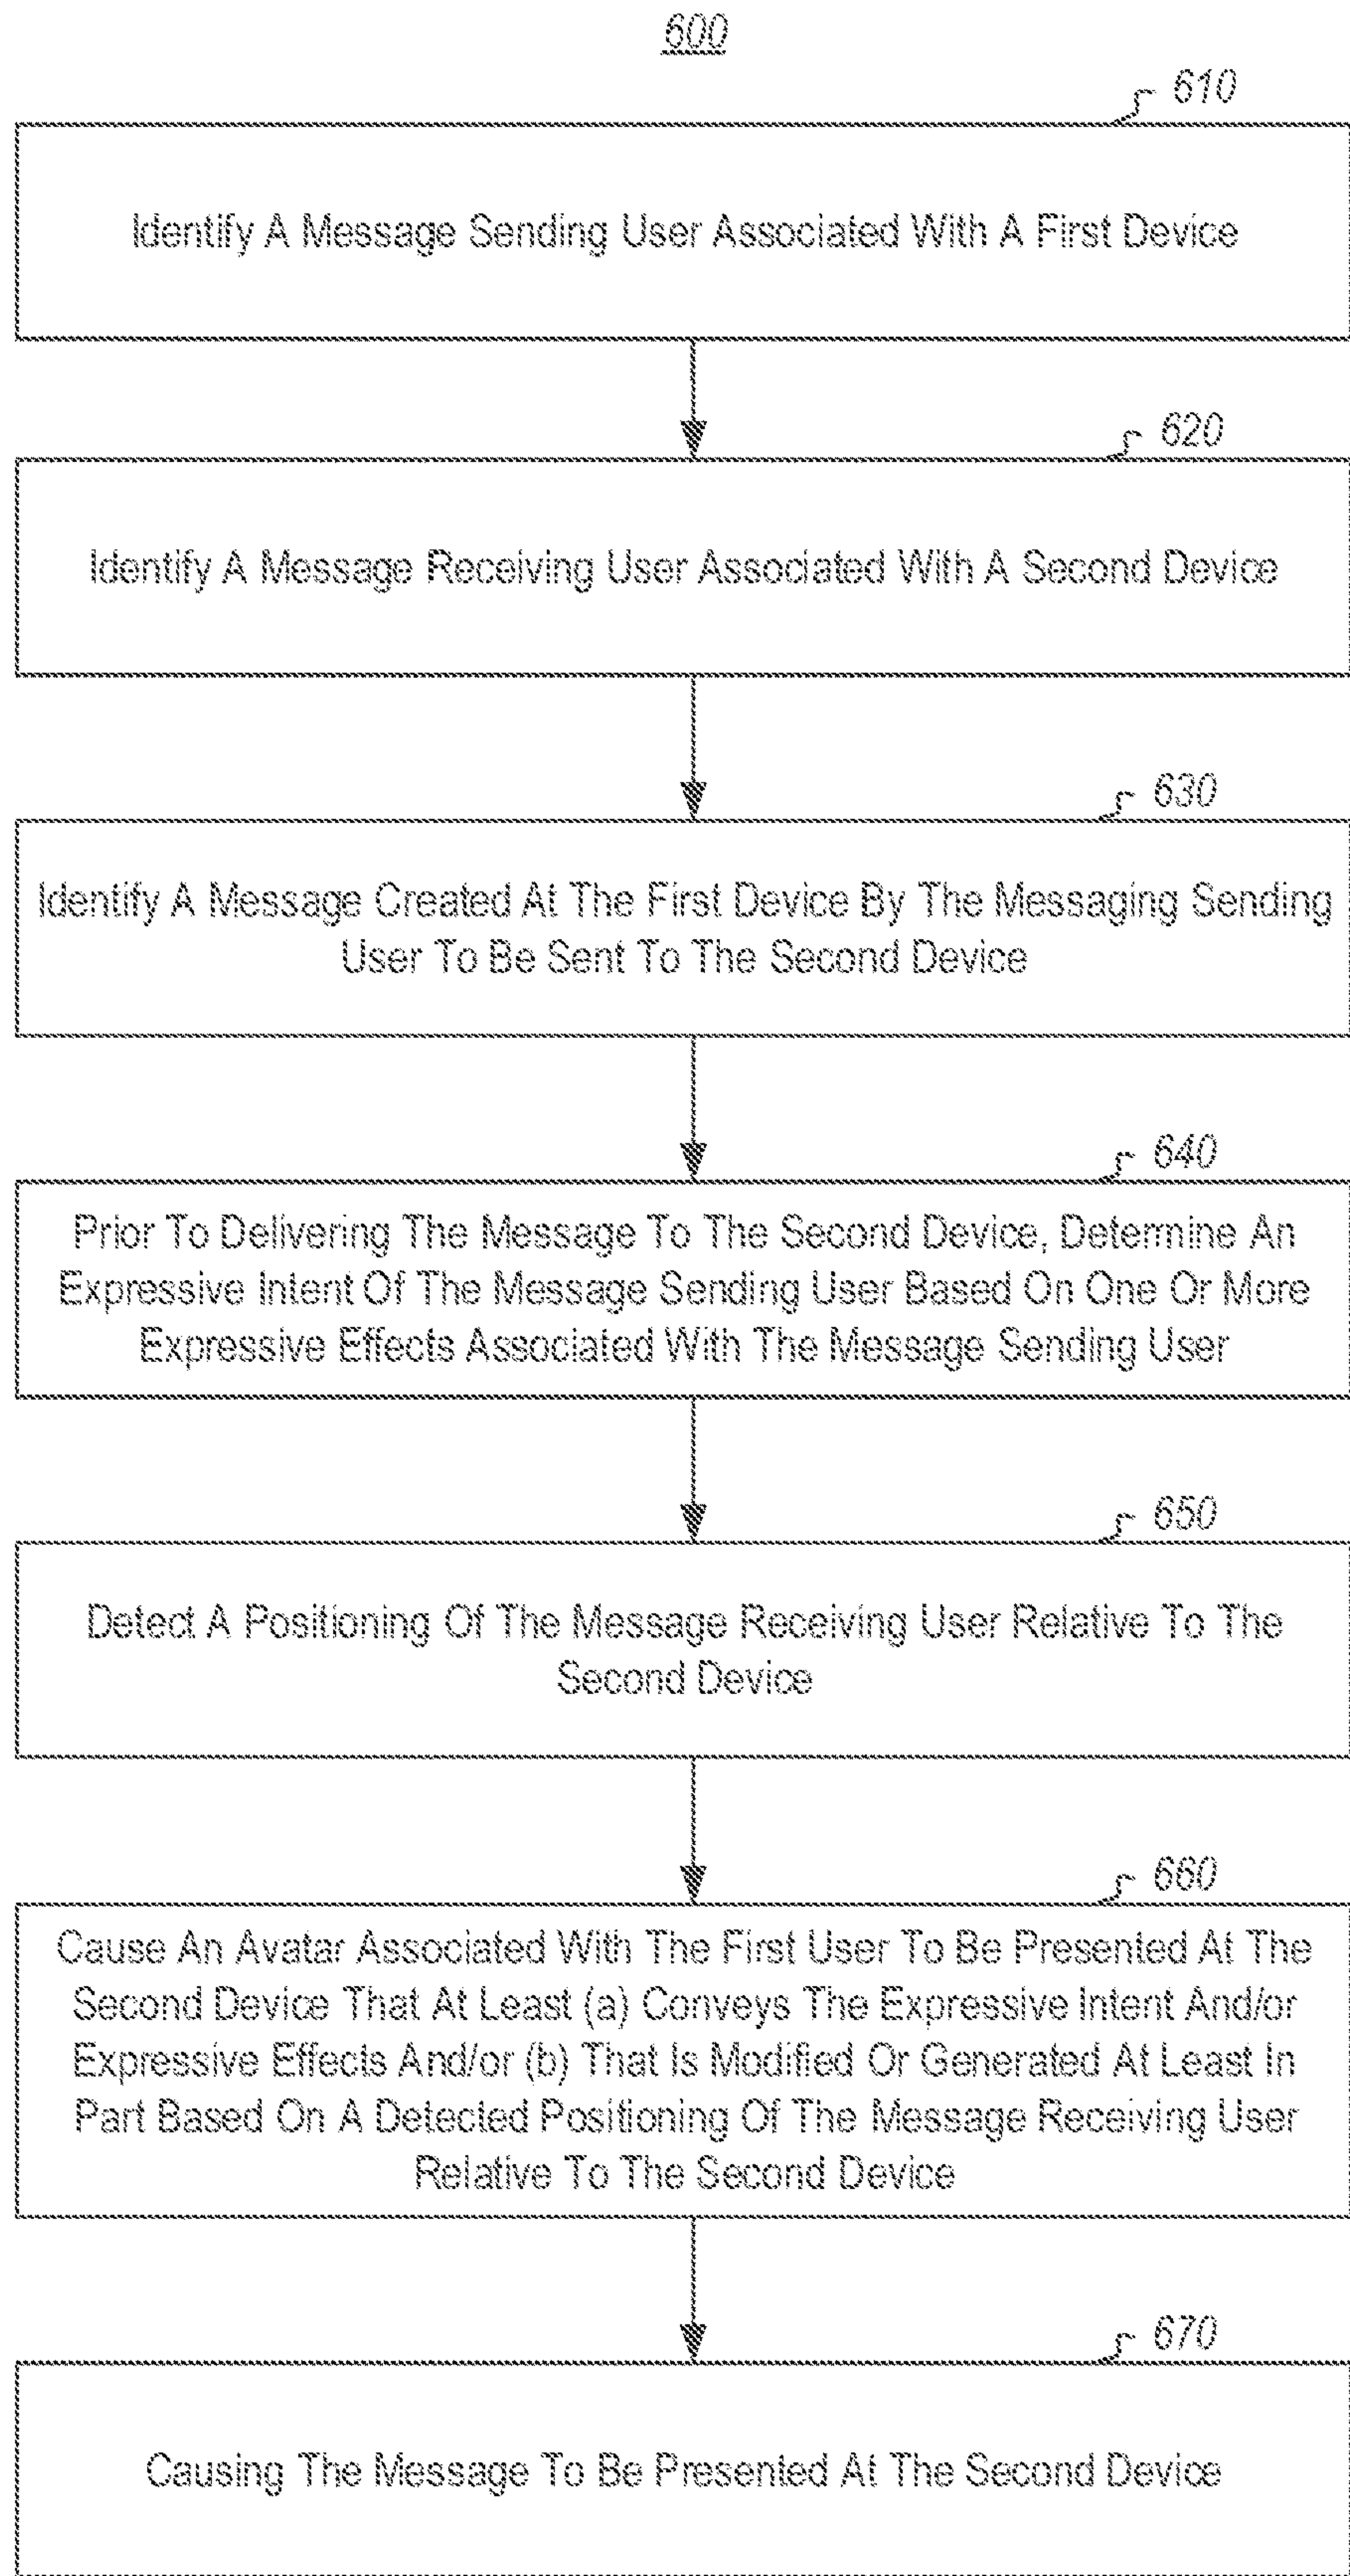 600
610
Identify A Message Sending User Associated With A First Device
620
Identify A Message Receiving User Associated With A Second Device
630
Identify A Message Created At The First Device By The Messaging Sending
User To Be Sent To The Second Device
640
Prior To Delivering The Message To The Second Device, Determine An
Expressive Intent Of The Message Sending User Based On One Or More
Expressive Effects Associated With The Message Sending User
650
Detect A Positioning Of The Message Receiving User Relative To The
Second Device
660
Cause An Avatar Associated With The First User To Be Presented At The
Second Device That At Least (a) Conveys The Expressive Intent And/or
Expressive Effects And/or (b) That Is Modified Or Generated At Least In
Part Based On A Detected Positioning Of The Message Receiving User
Relative To The Second Device
670
Causing The Message To Be Presented At The Second Device